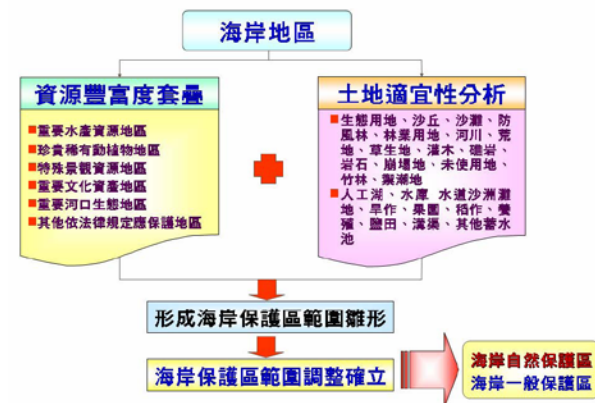 海岸地區
資源豐富度套疊
重要水產資源地區
珍貴稀有動植物地區
特殊景觀資源地區
重要文化資產地區
重要河口生態地區
其他依法律規定應保護地區
土地適宜性分析
生態用地、沙丘、沙灘、防
風林、林業用地、河川、荒
地、草生地、灌木、礁岩、
岩石、崩塌地、未使用地、
竹林、禦潮地
人工湖、水庫 水道沙洲灘
地、旱作、果園、稻作、養
殖、鹽田、溝渠、其他蓄水
池
形成海岸保護區範圍雛形
海岸保護區範圍調整確立
海岸自然保護區
海岸一般保護區